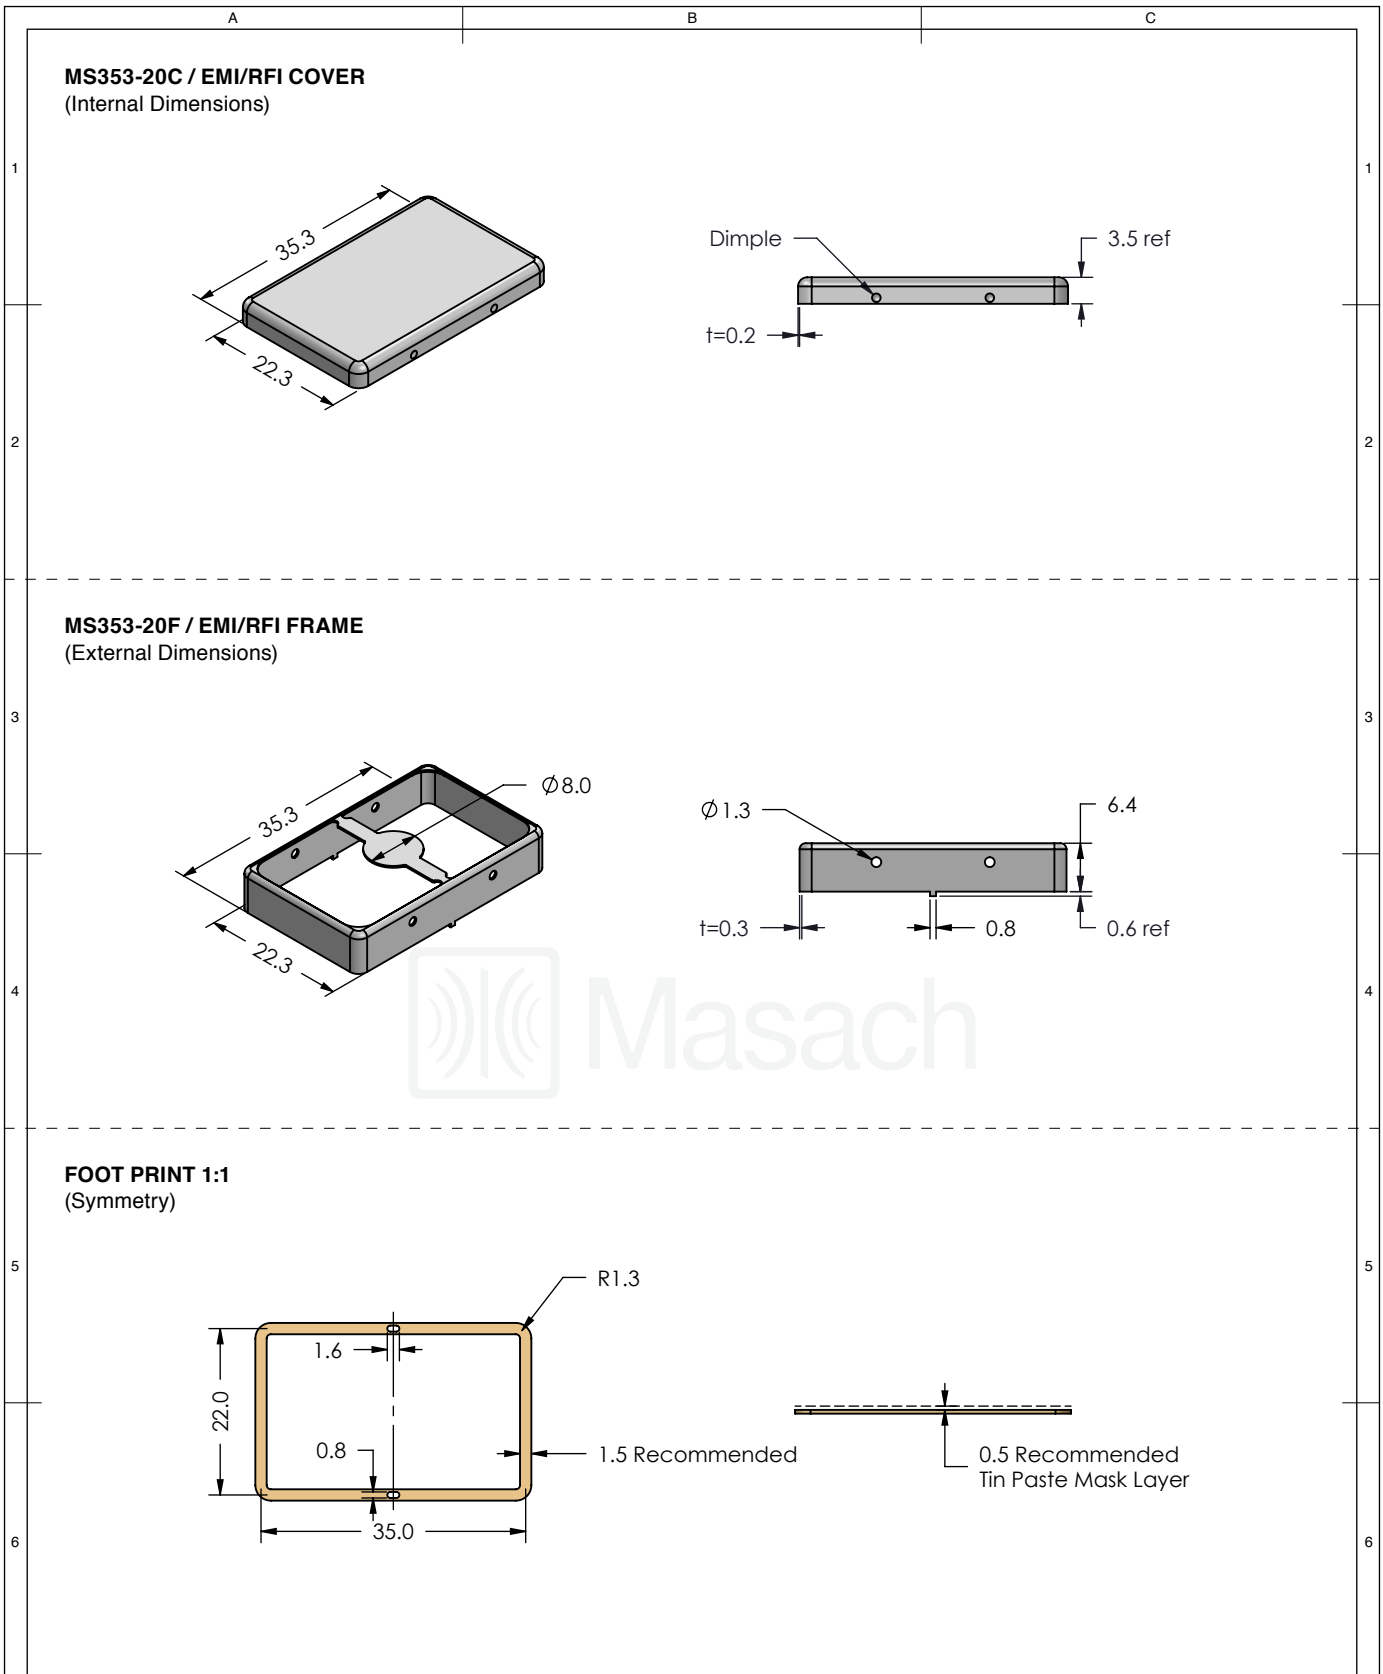 A
B
C
MS353-20C / EMI/RFI COVER
(Internal Dimensions)
1
1
35.3
22.3
Dimple
3.5 ref
t=0.2
2
2
MS353-20F / EMI/RFI FRAME
(External Dimensions)
3
3
35.3
Ø8.0
22.3
Ø1.3
6.4
t=0.3
0.8
0.6 ref
4
4
Masach
FOOT PRINT 1:1
(Symmetry)
5
5
R1.3
1.6
22.0
0.8
1.5 Recommended
35.0
0.5 Recommended
Tin Paste Mask Layer
6
6